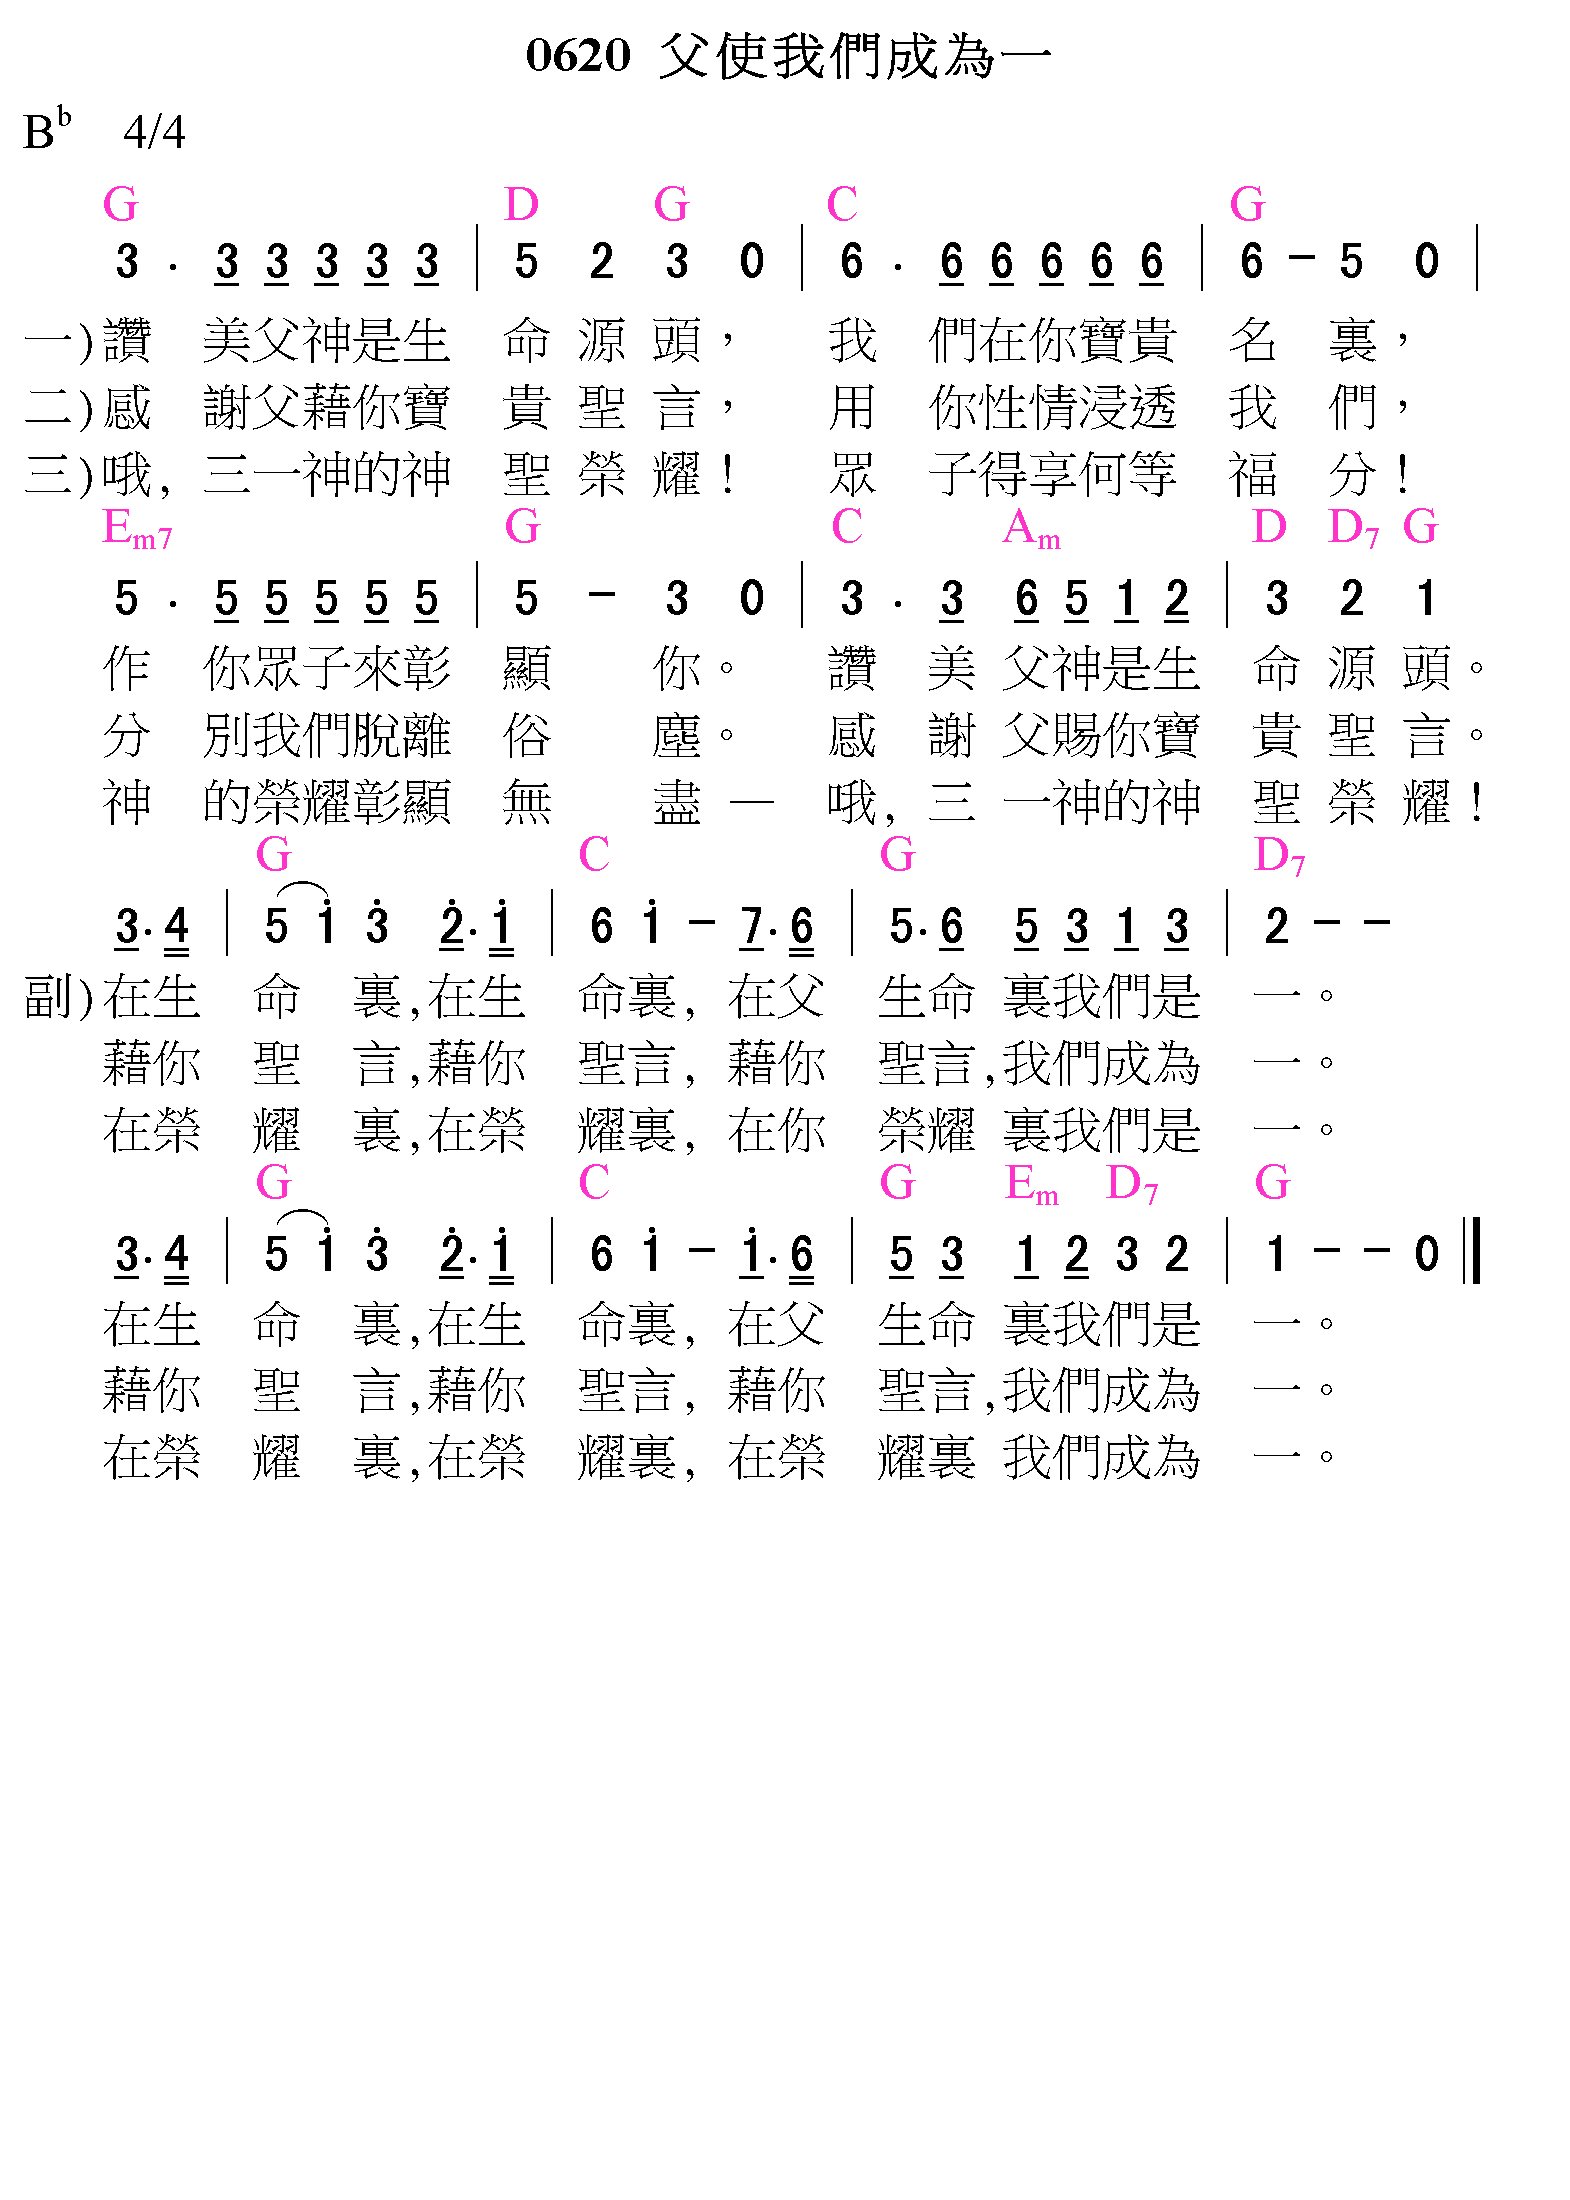 0620 父使我們成為一
B♭ 4/4
G D G C G
3 . 3 3 3 3 3 | 5 2 3 0 | 6 . 6 6 6 6 6 | 6 - 5 0 |
一)讚 美父神是生 命 源 頭， 我 們在你寶貴 名 裏，
二)感 謝父藉你寶 貴 聖 言， 用 你性情浸透 我 們，
三)哦, 三一神的神 聖 榮 耀! 眾 子得享何等 福 分!
Em7 G C Am D D7 G
5 . 5 5 5 5 5 | 5 - 3 0 | 3 . 3 6 5 1 2 | 3 2 1
作 你眾子來彰 顯 你。 讚 美 父神是生 命 源 頭。
分 別我們脫離 俗 塵。 感 謝 父賜你寶 貴 聖 言。
神 的榮耀彰顯 無 盡— 哦, 三 一神的神 聖 榮 耀!
G C G D7
3. 4 | 5 1̇ 3̇ 2̇. 1̇ | 6 1̇ - 7. 6 | 5. 6 5 3 1 3 | 2 - -
副)在生 命 裏,在生 命裏, 在父 生命 裏我們是 一。
藉你 聖 言,藉你 聖言, 藉你 聖言,我們成為 一。
在榮 耀 裏,在榮 耀裏, 在你 榮耀 裏我們是 一。
G C G Em D7 G
3. 4 | 5 1̇ 3̇ 2̇. 1̇ | 6 1̇ - 1̇. 6 | 5 3 1 2 3 2 | 1 - - 0 ‖
在生 命 裏,在生 命裏, 在父 生命 裏我們是 一。
藉你 聖 言,藉你 聖言, 藉你 聖言,我們成為 一。
在榮 耀 裏,在榮 耀裏, 在榮 耀裏 我們成為 一。